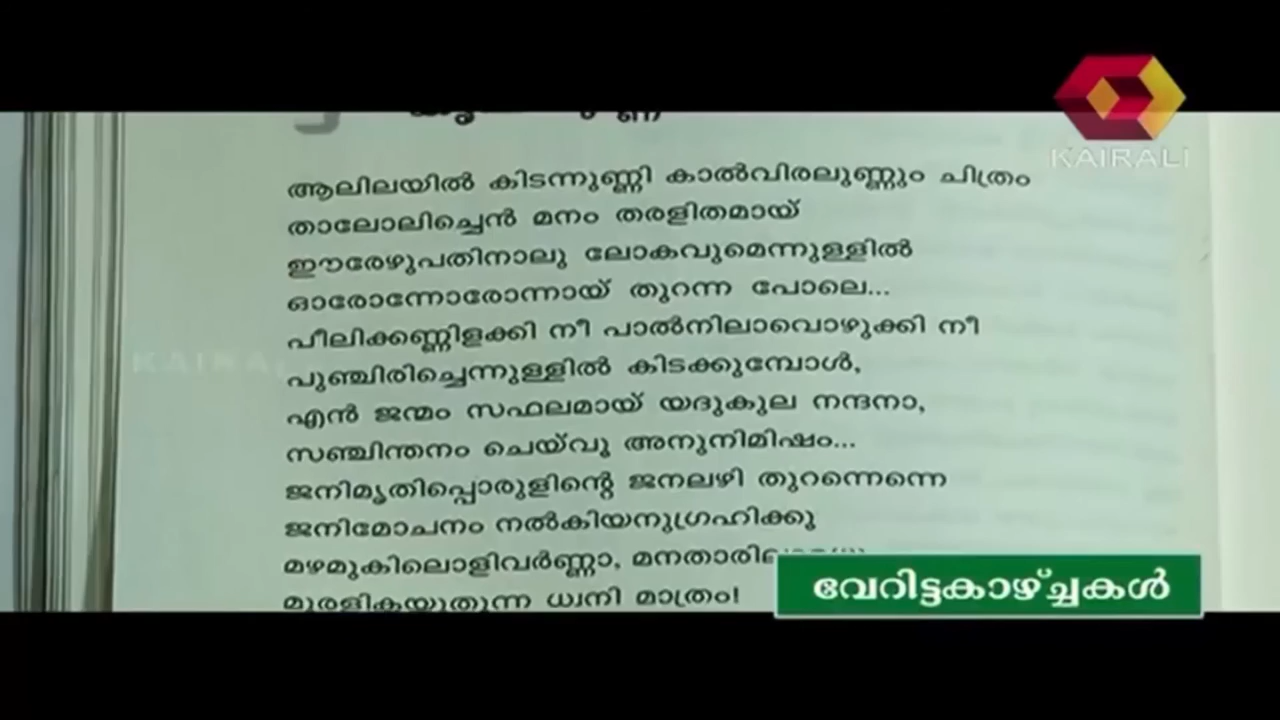 KAIRALI
ആലിലയിൽ കിടന്നുണ്ണി കാൽവിരലുണ്ണും ചിത്രം
താലോലിച്ചെൻ മനം തരളിതമായ്
ഈരേഴുപതിനാലു ലോകവുമെന്നുള്ളിൽ
ഓരോന്നോരോന്നായ് തുറന്ന പോലെ...
പീലിക്കണ്ണിളക്കി നീ പാൽനിലാവൊഴുക്കി നീ
പുഞ്ചിരിച്ചെന്നുള്ളിൽ കിടക്കുമ്പോൾ,
എൻ ജന്മം സഫലമായ് യദുകുല നന്ദനാ,
സഞ്ചിന്തനം ചെയ്‌വൂ അനുനിമിഷം...
ജനിമൃതിപ്പൊരുളിന്റെ ജനലഴി തുറന്നെന്നെ
ജനിമോചനം നൽകിയനുഗ്രഹിക്കൂ
മഴമുകിലൊളിവർണ്ണാ,
മുരളികയുതുന്ന ധ്വനി മാത്രം!
വേറിട്ടകാഴ്ച്ചകൾ